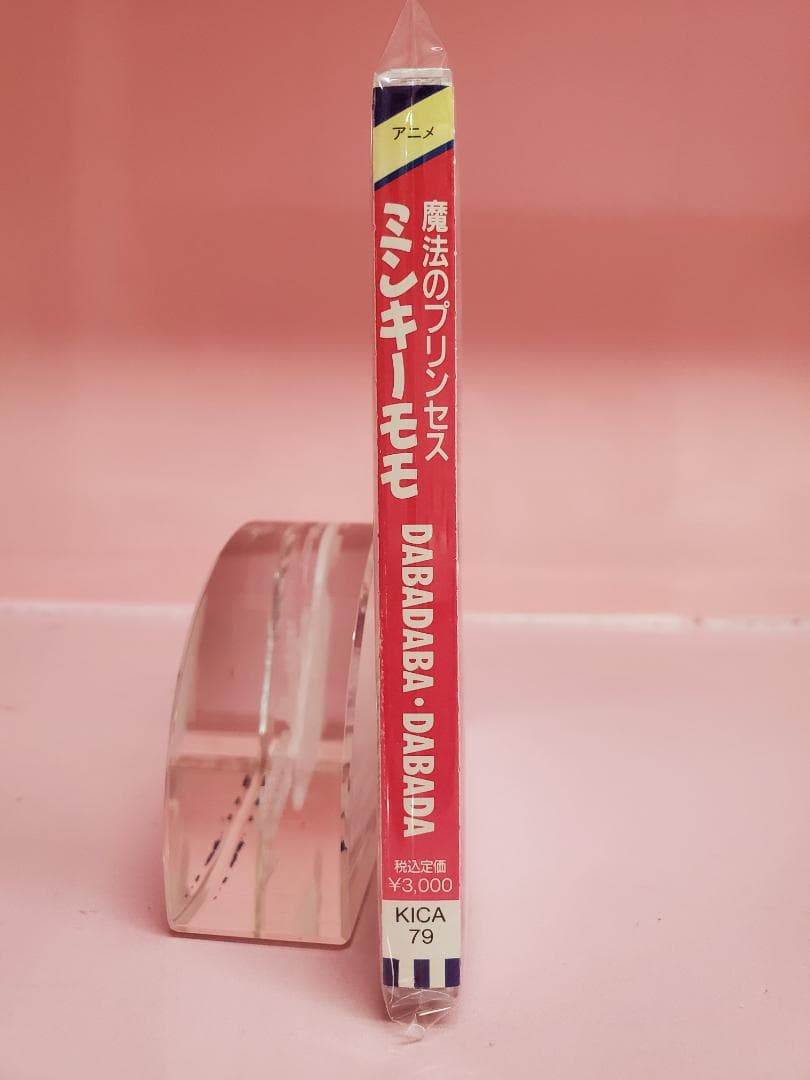 アニメ
魔法のプリンセス
ミンキーモモ
DABADABA・DABADA
税込定価
¥3,000
KICA
79